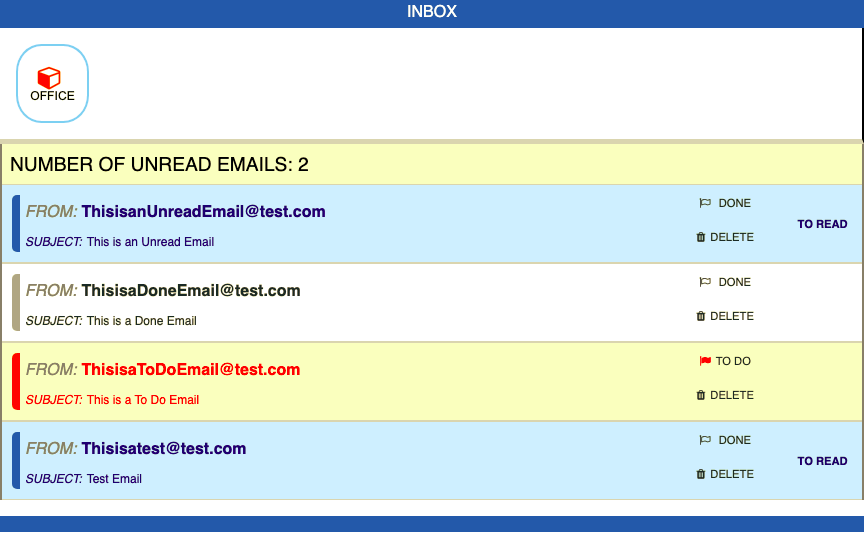 INBOX
OFFICE
NUMBER OF UNREAD EMAILS: 2
FROM: ThisisanUnreadEmail@test.com
DONE
SUBJECT: This is an Unread Email
DELETE
TO READ
FROM: ThisisaDoneEmail@test.com
DONE
SUBJECT: This is a Done Email
DELETE
FROM: ThisisaToDoEmail@test.com
TO DO
SUBJECT: This is a To Do Email
DELETE
FROM: Thisisatest@test.com
DONE
SUBJECT: Test Email
DELETE
TO READ